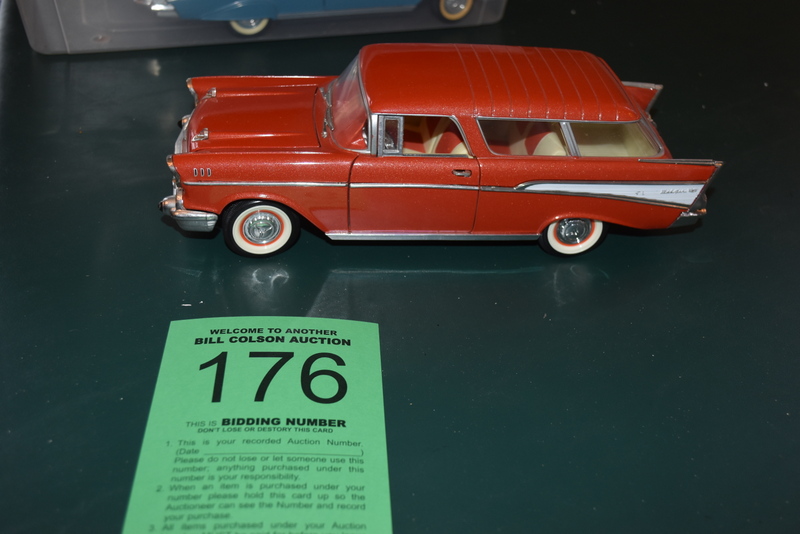 WELCOME TO ANOTHER
BILL COLSON AUCTION
176
THIS IS BIDDING NUMBER
DON'T LOSE OR DESTORY THIS CARD
1. This is your recorded Auction Number.
(Date ____________________)
Please do not lose or let someone use this
number; anything purchased under this
number is your responsibility.
2. When an item is purchased under your
number please hold this card up so the
Auctioneer can see the Number and record
your purchase.
3. All items purchased under your Auction